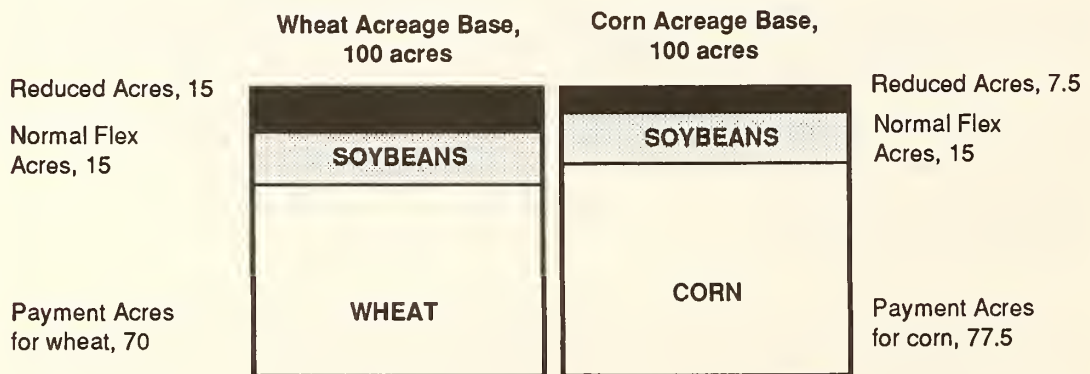 Wheat Acreage Base,
100 acres
Corn Acreage Base,
100 acres
Reduced Acres, 15
Normal Flex
Acres, 15
Payment Acres
for wheat, 70
SOYBEANS
WHEAT
SOYBEANS
CORN
Reduced Acres, 7.5
Normal Flex
Acres, 15
Payment Acres
for corn, 77.5